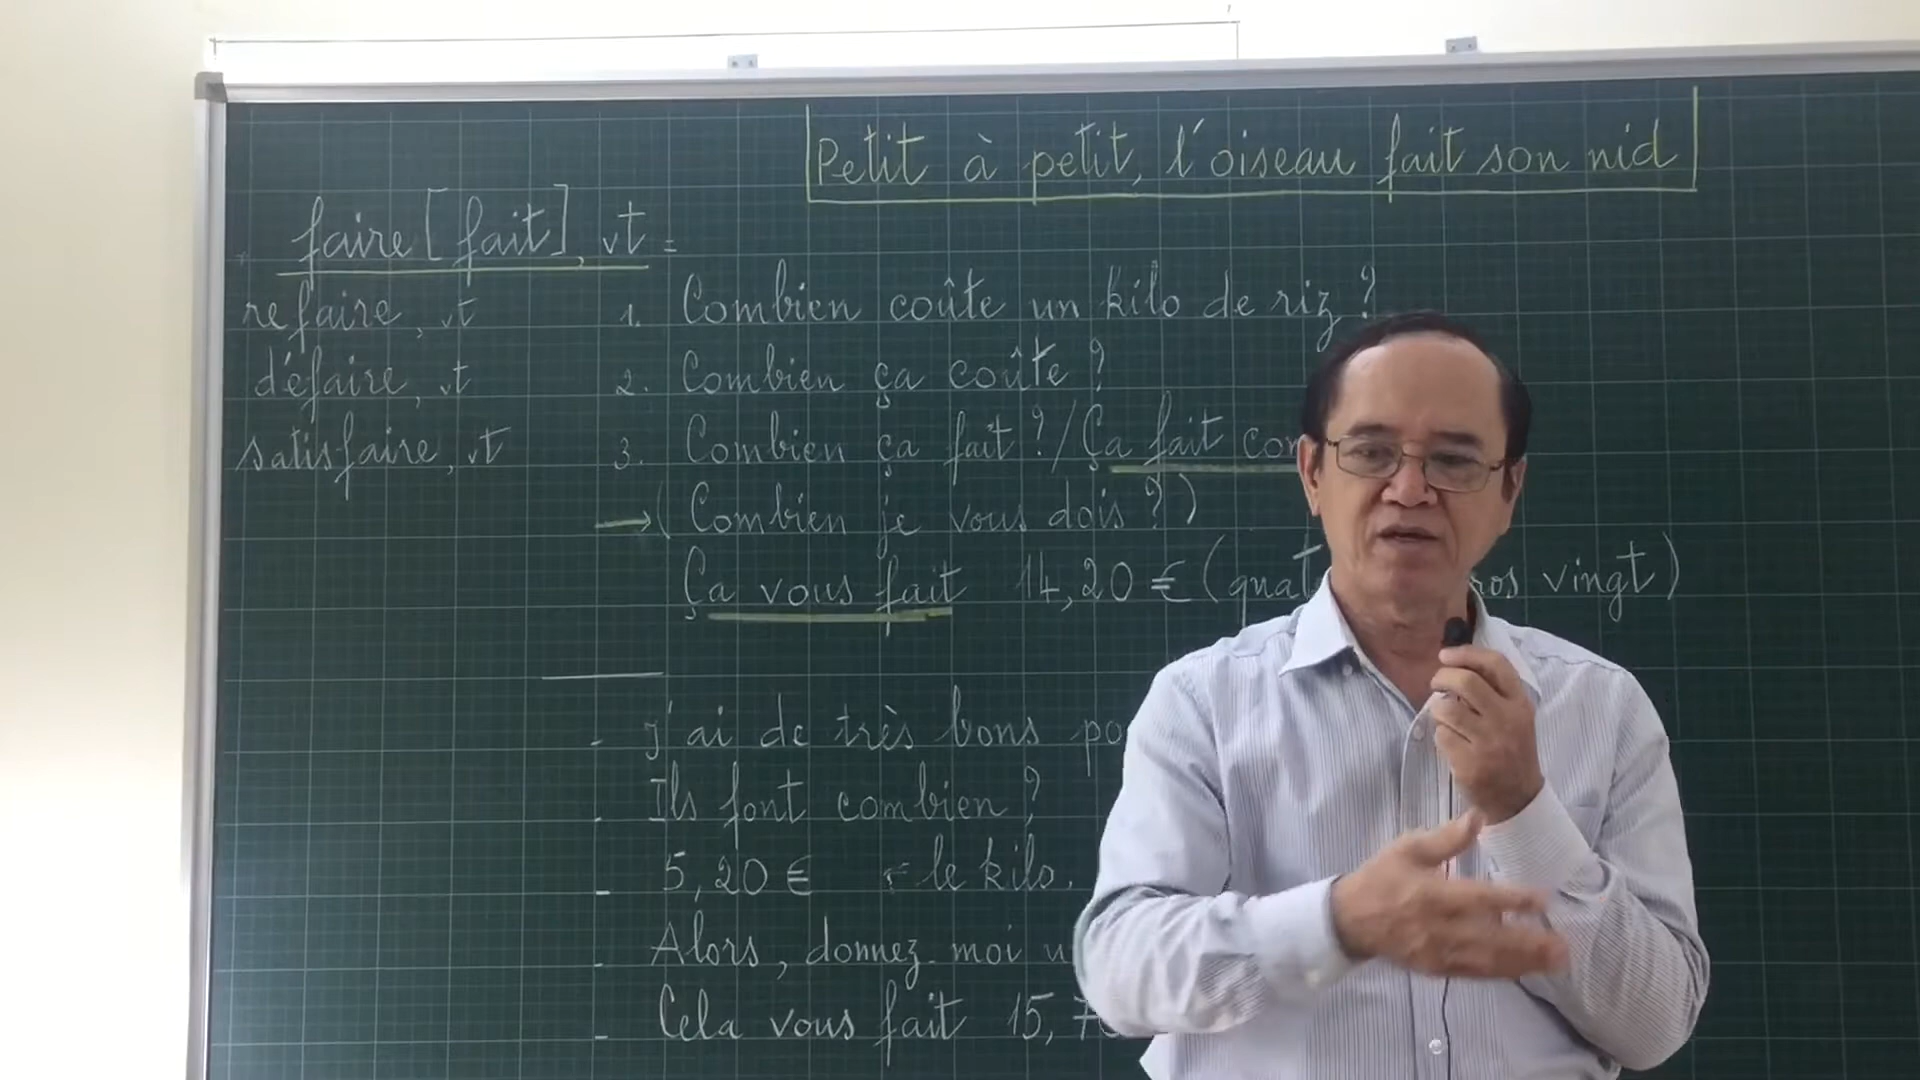 Petit à petit, l'oiseau fait son nid
faire [fait], vt =
refaire, vt
défaire, vt
satisfaire, vt
1. Combien coûte un kilo de riz ?
2. Combien ça coûte ?
3. Combien ça fait ? / Ça fait
→ ( Combien je vous dois ? )
Ça vous fait 14,20 € ( vingt )
- J'ai de très bons
- Ils font combien ?
- 5,20 € le kilo.
- Alors, donnez-moi
- Cela vous fait 15,